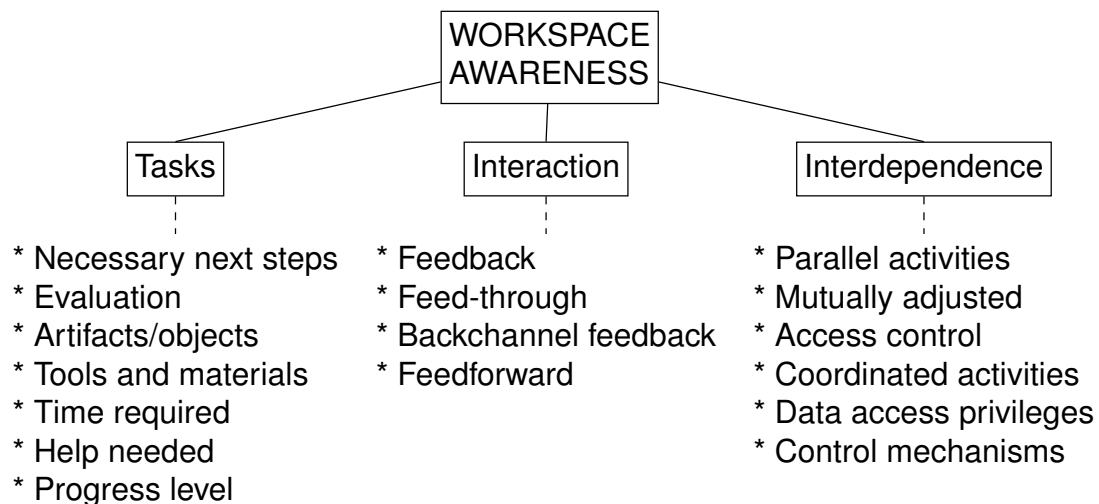 WORKSPACE
AWARENESS
Tasks
* Necessary next steps
* Evaluation
* Artifacts/objects
* Tools and materials
* Time required
* Help needed
* Progress level
Interaction
* Feedback
* Feed-through
* Backchannel feedback
* Feedforward
Interdependence
* Parallel activities
* Mutually adjusted
* Access control
* Coordinated activities
* Data access privileges
* Control mechanisms